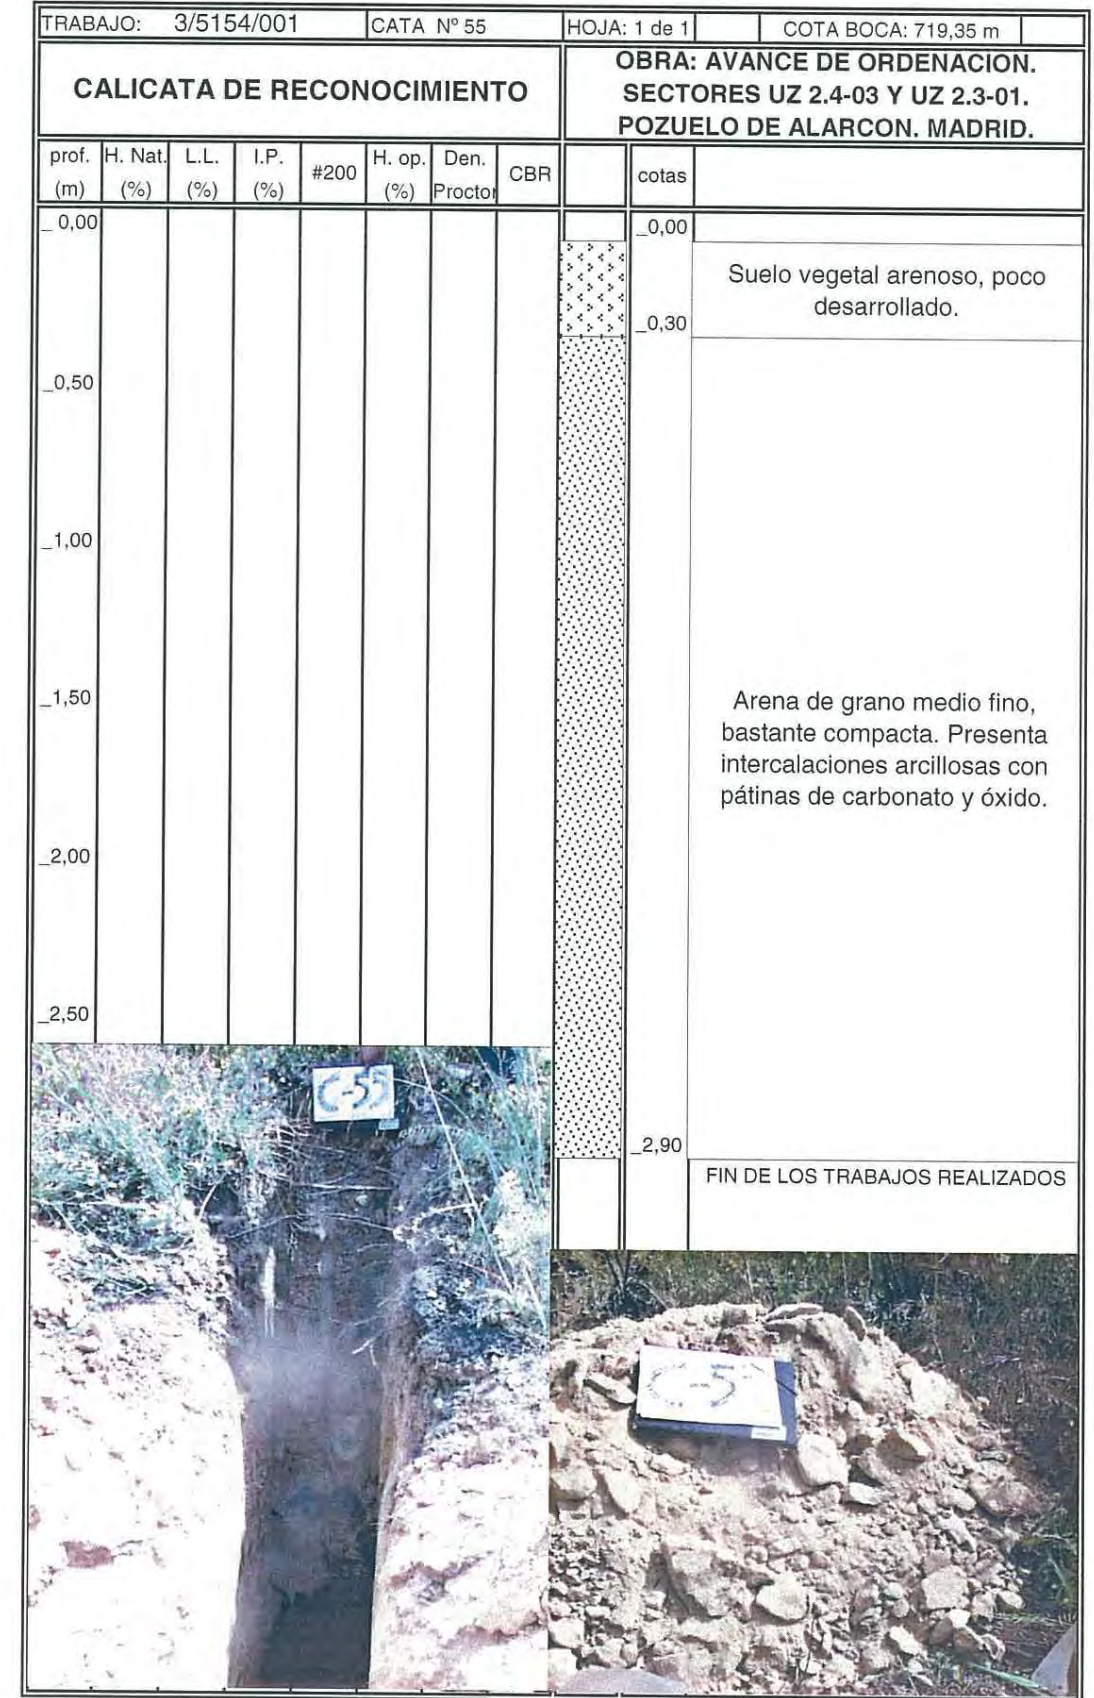 TRABAJO: 3/5154/001 CATA Nº 55 HOJA: 1 de 1 COTA BOCA: 719,35 m
CALICATA DE RECONOCIMIENTO
OBRA: AVANCE DE ORDENACION.
SECTORES UZ 2.4-03 Y UZ 2.3-01.
POZUELO DE ALARCON. MADRID.
prof. H. Nat. L.L. I.P. #200 H. op. Den. CBR cotas
(m) (%) (%) (%) (%) Proctor
_ 0,00 _0,00
Suelo vegetal arenoso, poco
desarrollado.
_0,30
_0,50
_1,00
_1,50
Arena de grano medio fino,
bastante compacta. Presenta
intercalaciones arcillosas con
pátinas de carbonato y óxido.
_2,00
_2,50
_2,90
FIN DE LOS TRABAJOS REALIZADOS
C-55